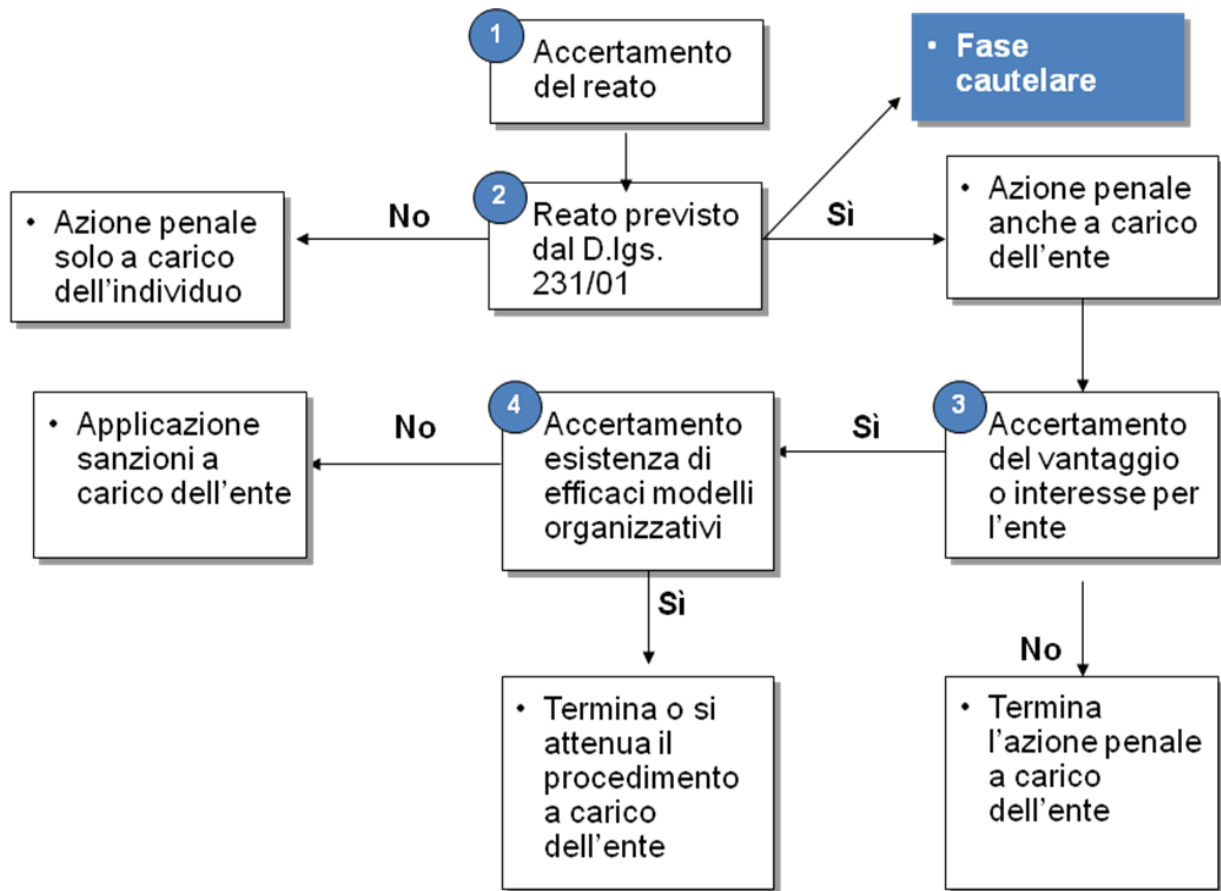 1
Accertamento
del reato
• Fase
cautelare
2
Reato previsto
dal D.lgs.
231/01
No
• Azione penale
solo a carico
dell'individuo
Sì
• Azione penale
anche a carico
dell'ente
3
Accertamento
del vantaggio
o interesse per
l'ente
Sì
4
Accertamento
esistenza di
efficaci modelli
organizzativi
No
• Applicazione
sanzioni a
carico dell'ente
Sì
• Termina o si
attenua il
procedimento
a carico
dell'ente
No
• Termina
l'azione penale
a carico
dell'ente